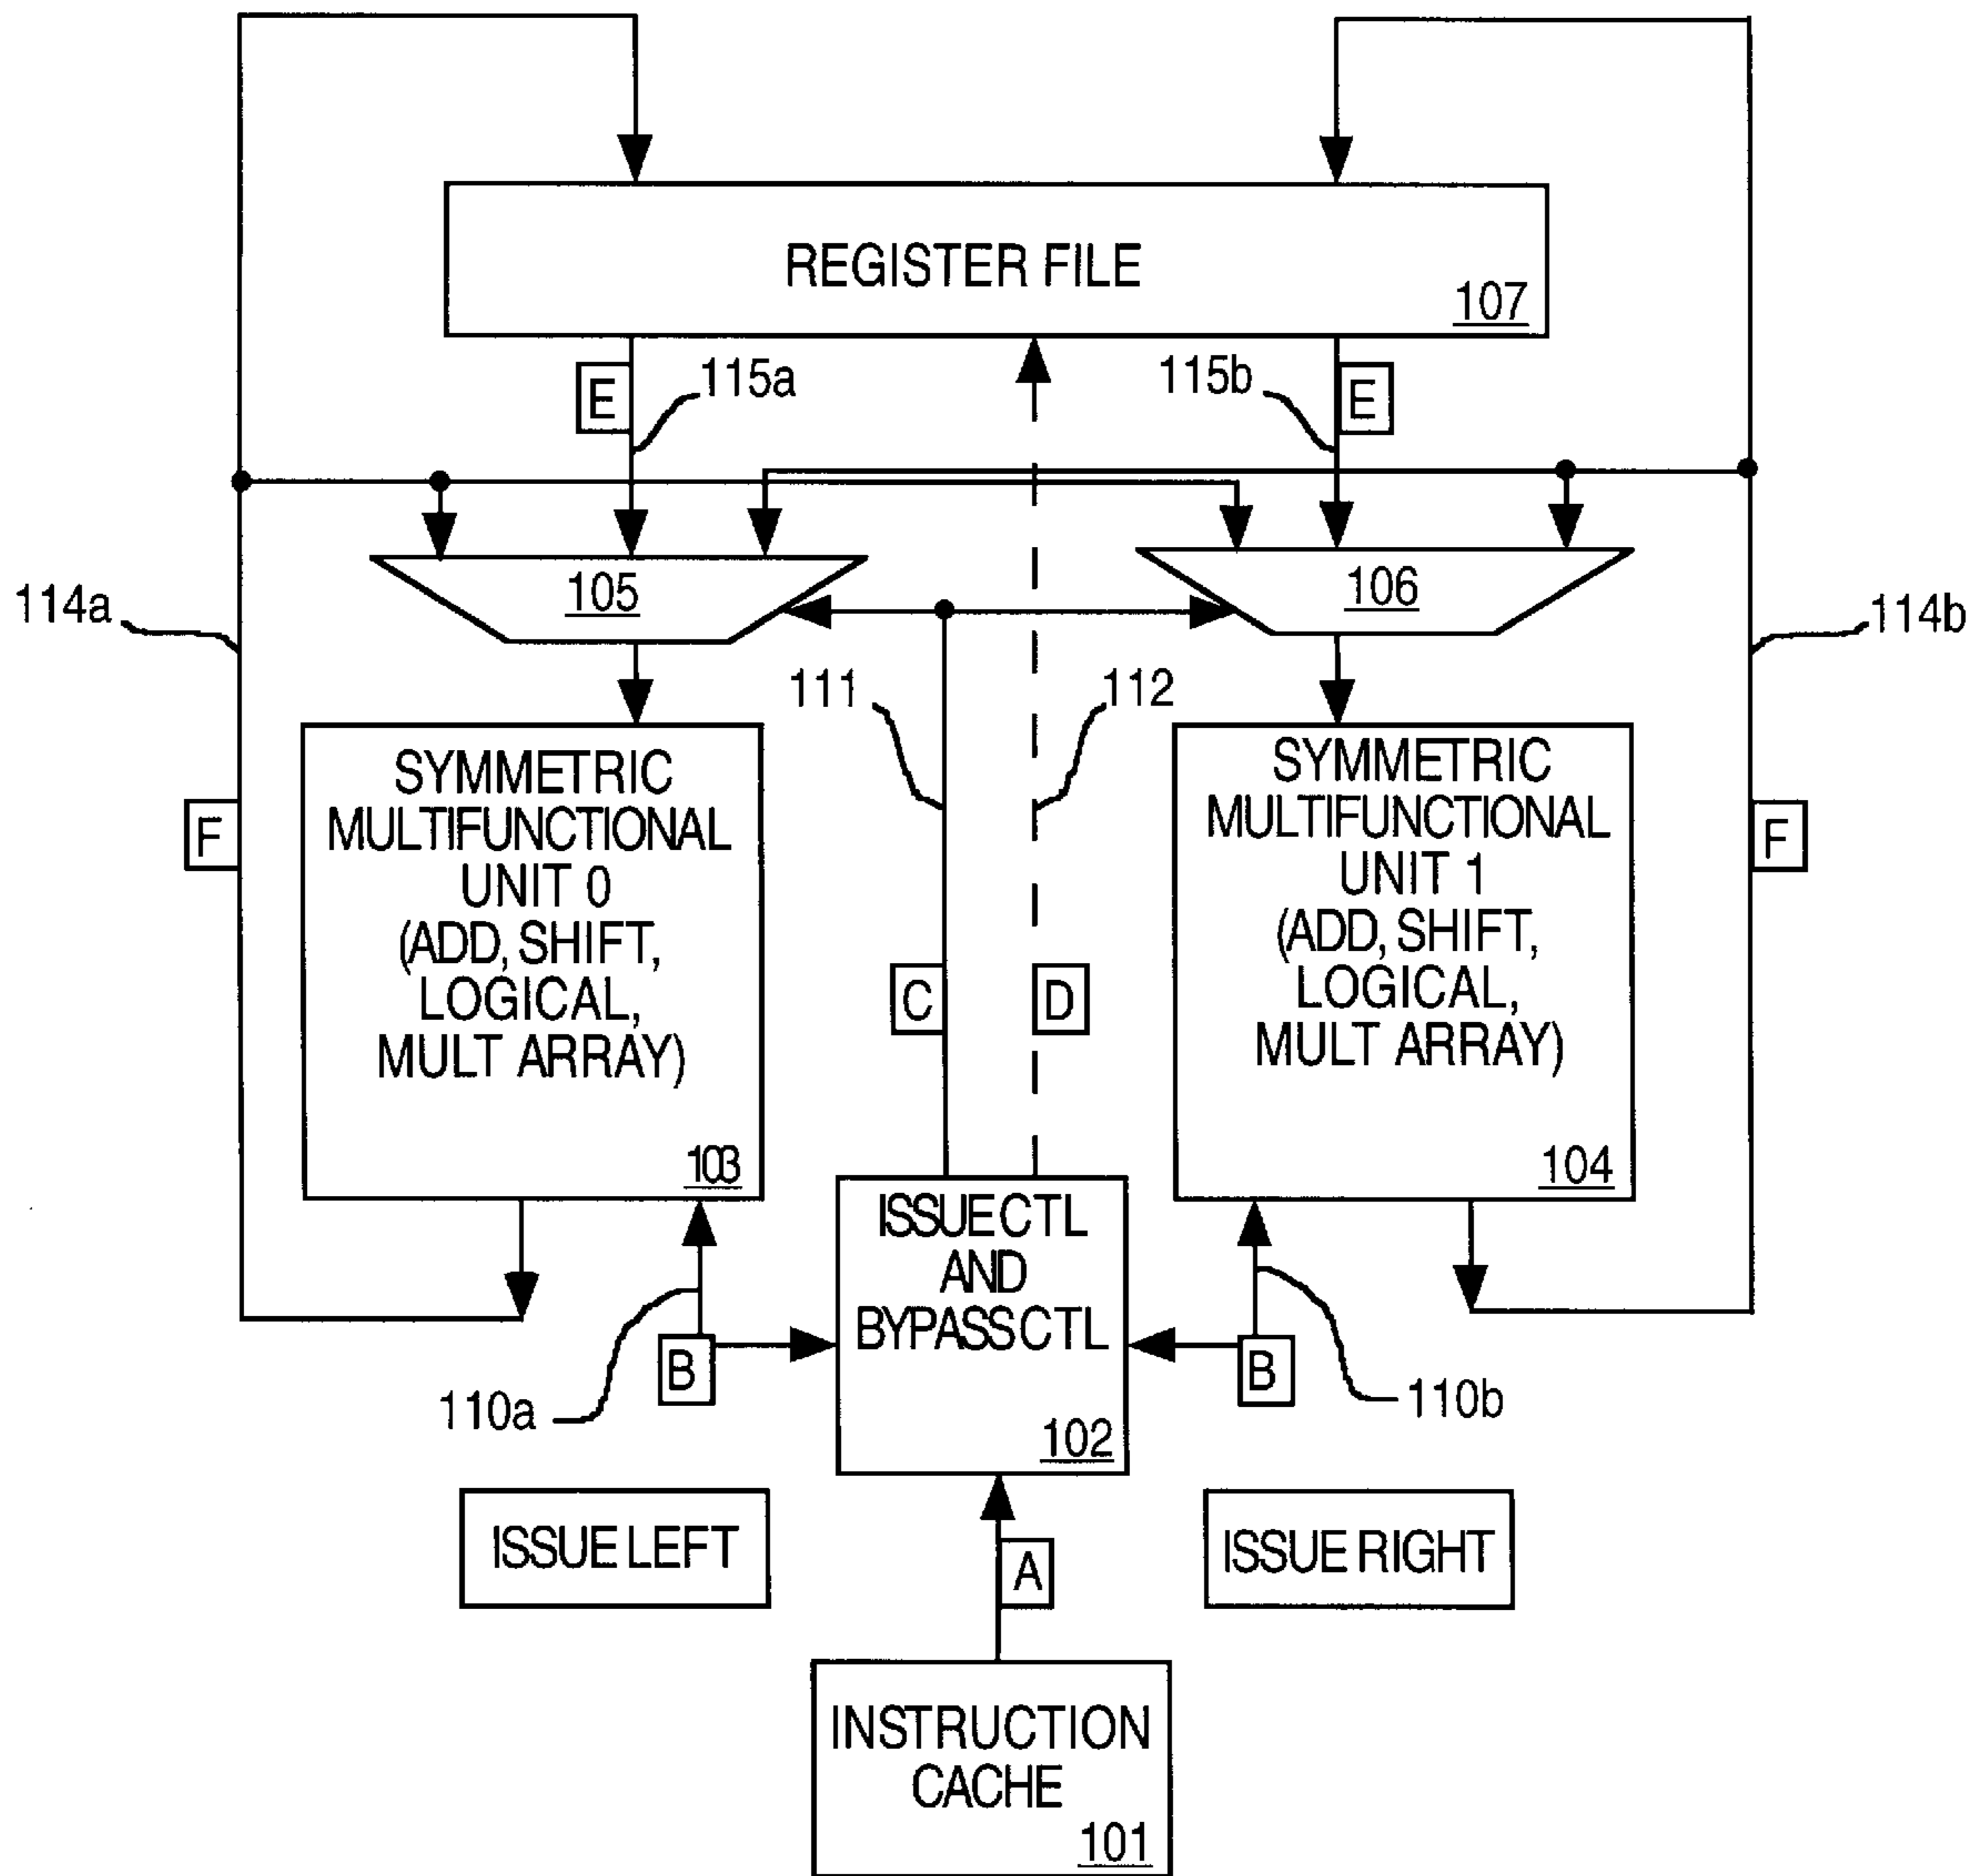 REGISTER FILE
107
E
115a
115b
E
105
106
114a
114b
111
112
SYMMETRIC
MULTIFUNCTIONAL
UNIT 0
(ADD, SHIFT,
LOGICAL,
MULT ARRAY)
103
SYMMETRIC
MULTIFUNCTIONAL
UNIT 1
(ADD, SHIFT,
LOGICAL,
MULT ARRAY)
104
F
F
C
D
ISSUE CTL
AND
BYPASS CTL
102
B
B
110a
110b
ISSUE LEFT
ISSUE RIGHT
A
INSTRUCTION
CACHE
101